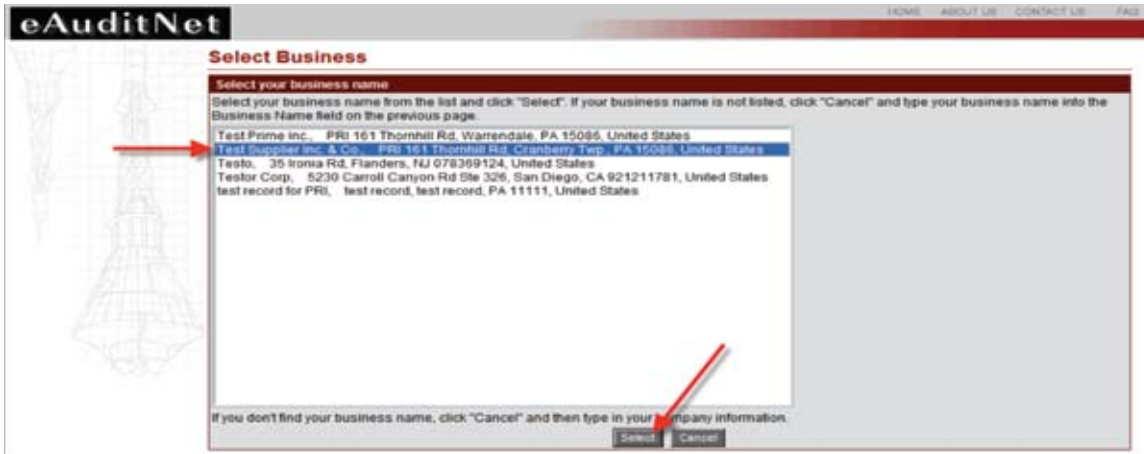 HOME ABOUT US CONTACT US FAQ
eAuditNet
Select Business
Select your business name
Select your business name from the list and click "Select". If your business name is not listed, click "Cancel" and type your business name into the
Business Name field on the previous page.
Test Prime Inc., PRI 161 Thornhill Rd, Warrendale, PA 15086, United States
Test Supplier Inc. & Co., PRI 161 Thornhill Rd, Cranberry Twp., PA 15086, United States
Testo, 35 Ironia Rd, Flanders, NJ 078369124, United States
Testor Corp, 5230 Carroll Canyon Rd Ste 326, San Diego, CA 921211781, United States
test record for PRI, test record, test record, PA 11111, United States
If you don't find your business name, click "Cancel" and then type in your company information.
Select Cancel